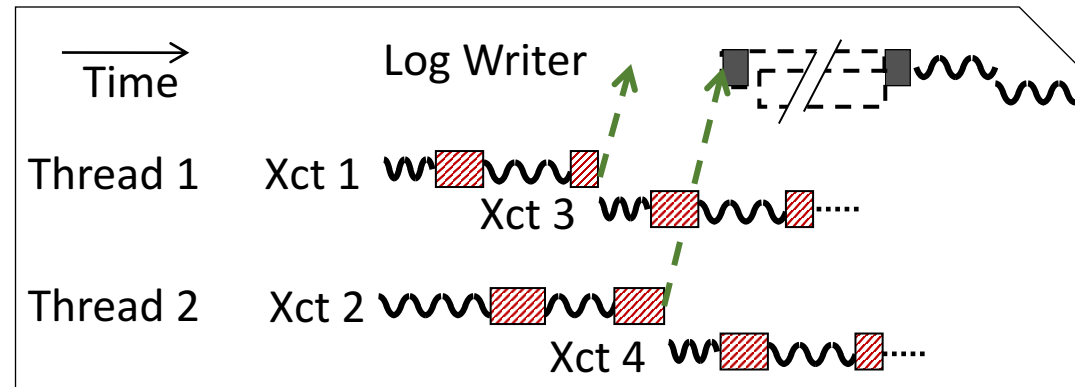 Log Writer
Time
Thread 1 Xct 1
Xct 3
Thread 2 Xct 2
Xct 4